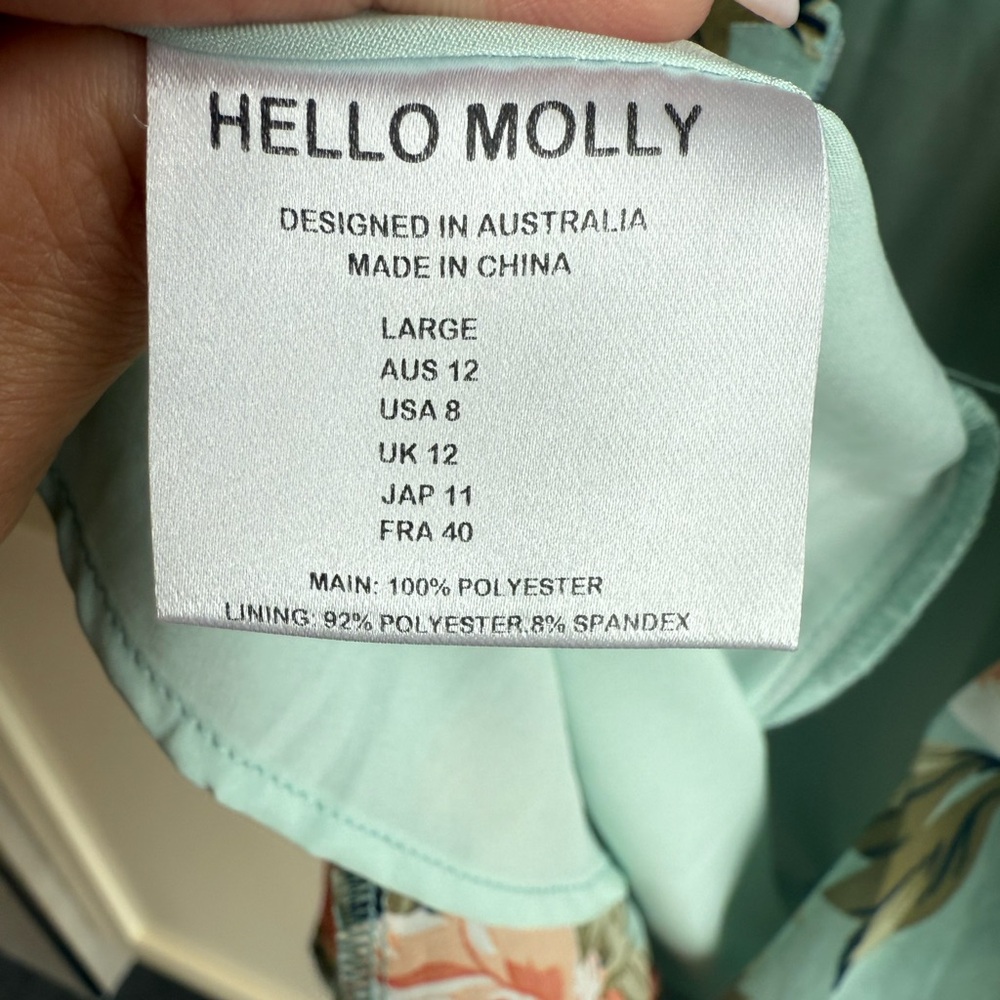 HELLO MOLLY
DESIGNED IN AUSTRALIA
MADE IN CHINA
LARGE
AUS 12
USA 8
UK 12
JAP 11
FRA 40
MAIN: 100% POLYESTER
LINING: 92% POLYESTER,8% SPANDEX